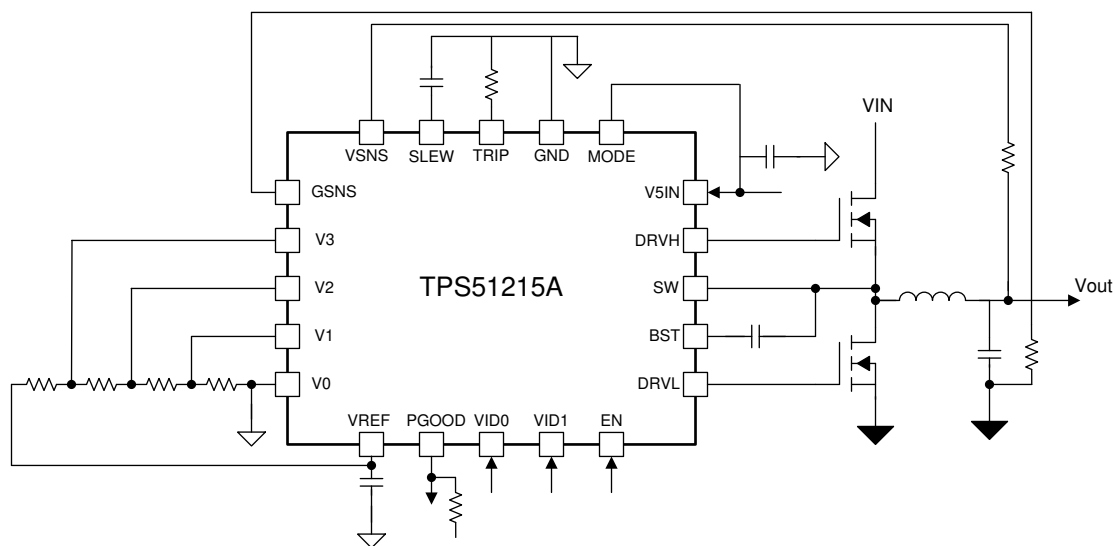 VSNS
SLEW
TRIP
GND
MODE
VIN
GSNS
V5IN
V3
DRVH
V2
TPS51215A
SW
Vout
V1
BST
V0
DRVL
VREF
PGOOD
VID0
VID1
EN